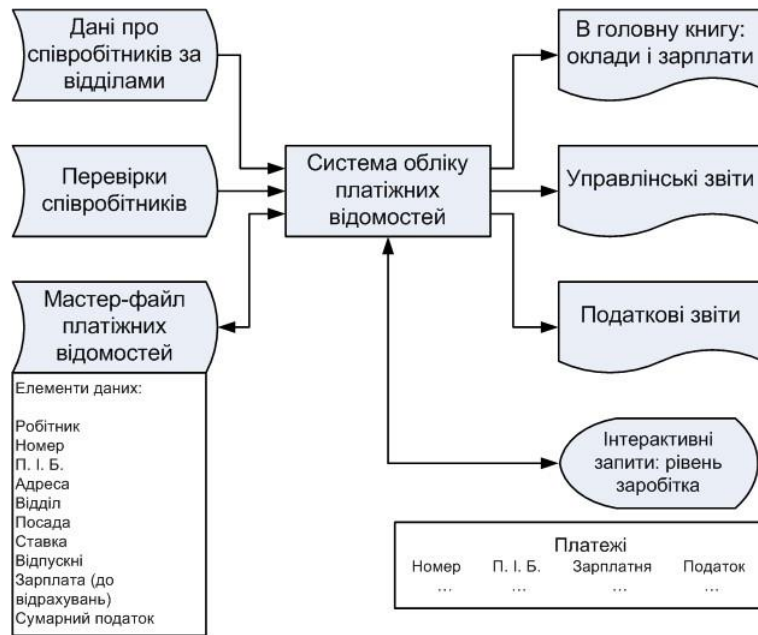 Дані про
співробітників за
відділами
В головну книгу:
оклади і зарплати
Перевірки
співробітників
Система обліку
платіжних
відомостей
Управлінські звіти
Мастер-файл
платіжних
відомостей
Податкові звіти
Елементи даних:
Робітник
Номер
П. І. Б.
Адреса
Відділ
Посада
Ставка
Відпускні
Зарплата (до
відрахувань)
Сумарний податок
Інтерактивні
запити: рівень
заробітка
Платежі
Номер П. І. Б. Зарплатня Податок
... ... ... ...